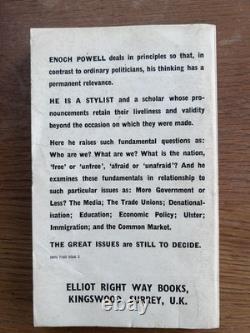 ENOCH POWELL deals in principles so that, in
contrast to ordinary politicians, his thinking has a
permanent relevance.
HE IS A STYLIST and a scholar whose pro-
nouncements retain their liveliness and validity
beyond the occasion on which they were made.
Here he raises such fundamental questions as:
Who are we? What are we? What is the nation,
'free' or 'unfree', 'afraid' or 'unafraid'? And he
examines these fundamentals in relationship to
such particular issues as: More Government or
Less? The Media; The Trade Unions; Denational-
isation; Education; Economic Policy; Ulster;
Immigration; and the Common Market.
THE GREAT ISSUES are STILL TO DECIDE.
ELLIOT RIGHT WAY BOOKS,
KINGSWOOD, SURREY, U.K.
ebay